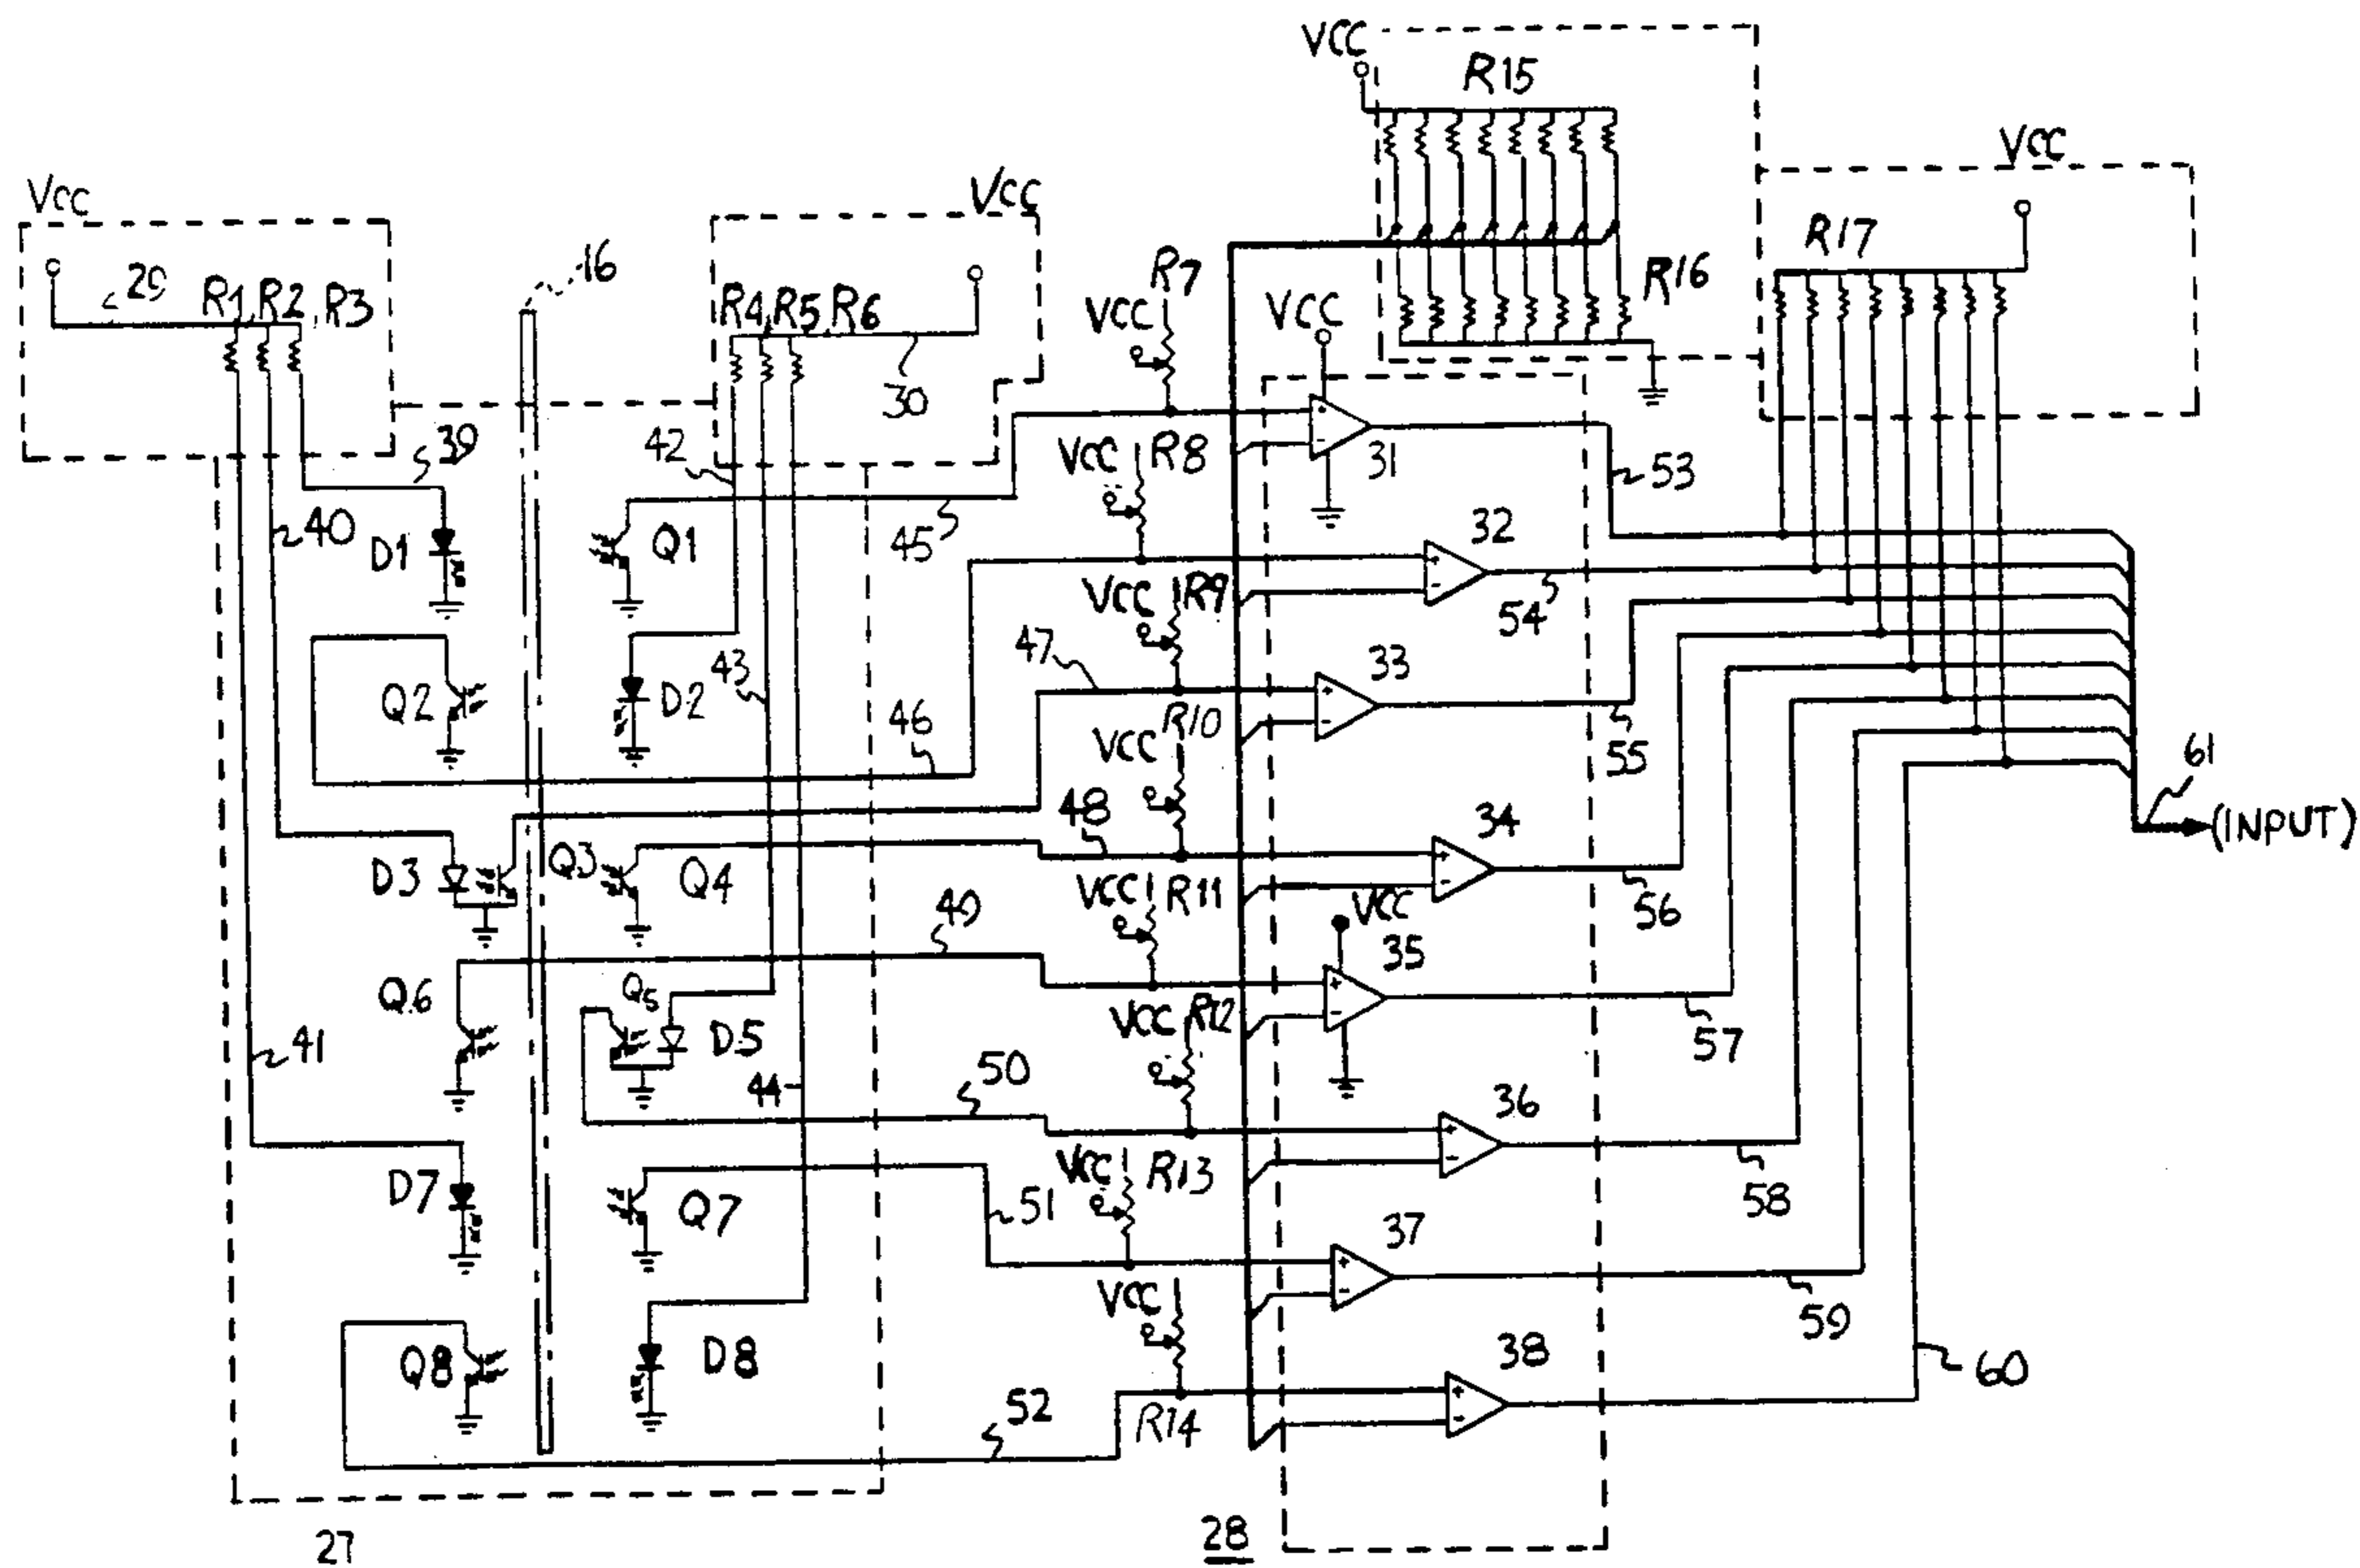 VCC
R15
VCC
VCC
VCC
29
R1 R2 R3
16
R4 R5 R6
30
R7
VCC
VCC
R16
R17
39
42
VCC R8
31
53
40
D1
Q1
45
32
VCC R9
54
Q2
43
D2
46
47
33
R10
VCC
55
61
(INPUT)
48
34
D3
Q3
Q4
VCC R11
56
49
VCC
35
Q6
Q5
D5
VCC R12
57
41
44
50
36
VCC R13
58
D7
Q7
51
37
VCC
59
Q8
D8
38
60
52
R14
27
28